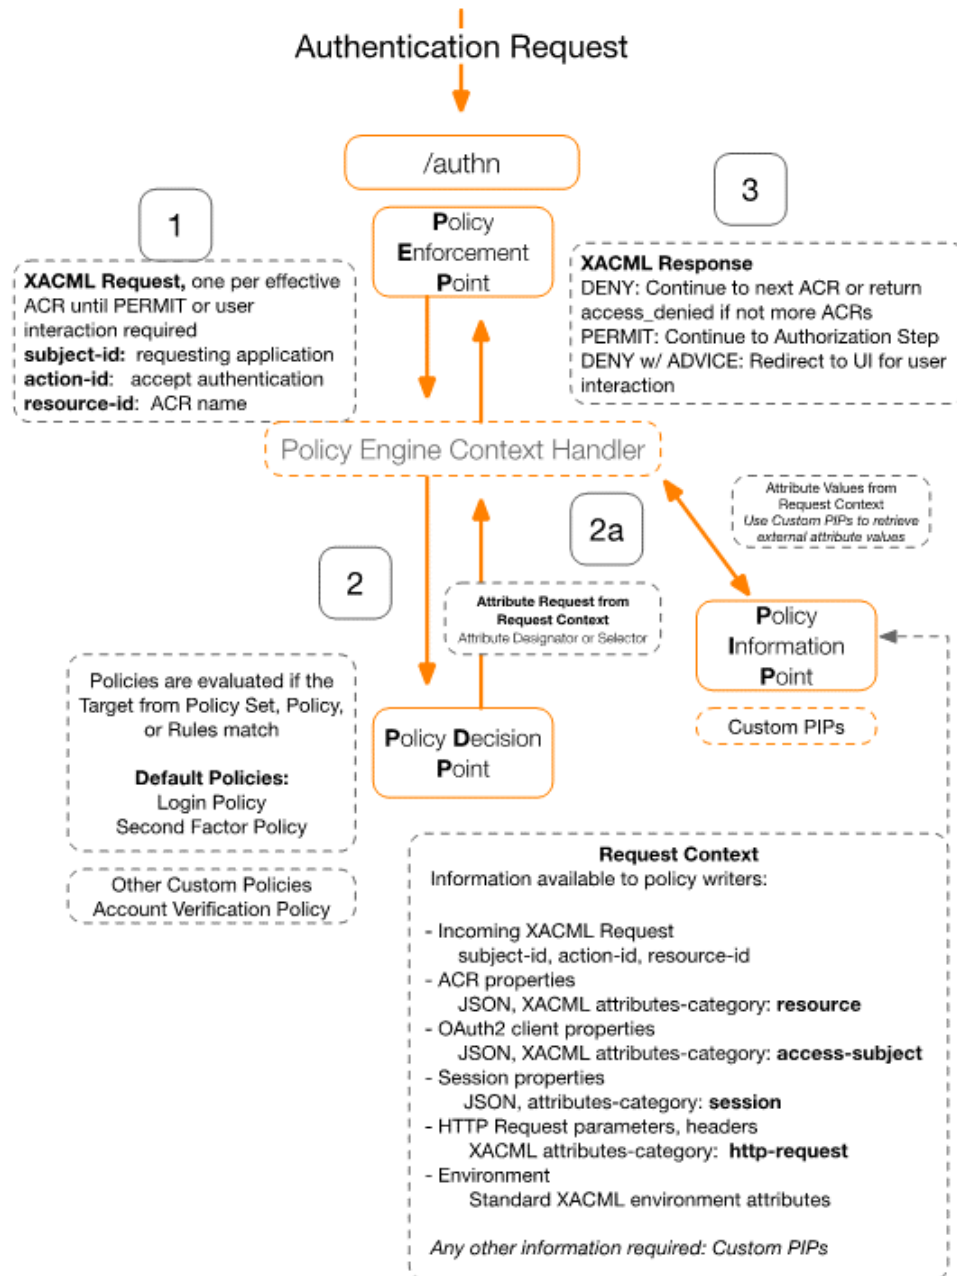 Authentication Request
/authn
3
1
Policy
Enforcement
Point
XACML Request, one per effective
ACR until PERMIT or user
interaction required
subject-id: requesting application
action-id: accept authentication
resource-id: ACR name
XACML Response
DENY: Continue to next ACR or return
access_denied if not more ACRs
PERMIT: Continue to Authorization Step
DENY w/ ADVICE: Redirect to UI for user
interaction
Policy Engine Context Handler
Attribute Values from
Request Context
Use Custom PIPs to retrieve
external attribute values
2a
2
Attribute Request from
Request Context
Attribute Designator or Selector
Policy
Information
Point
Custom PIPs
Policies are evaluated if the
Target from Policy Set, Policy,
or Rules match
Default Policies:
Login Policy
Second Factor Policy
Policy Decision
Point
Other Custom Policies
Account Verification Policy
Request Context
Information available to policy writers:
- Incoming XACML Request
subject-id, action-id, resource-id
- ACR properties
JSON, XACML attributes-category: resource
- OAuth2 client properties
JSON, XACML attributes-category: access-subject
- Session properties
JSON, attributes-category: session
- HTTP Request parameters, headers
XACML attributes-category: http-request
- Environment
Standard XACML environment attributes
Any other information required: Custom PIPs